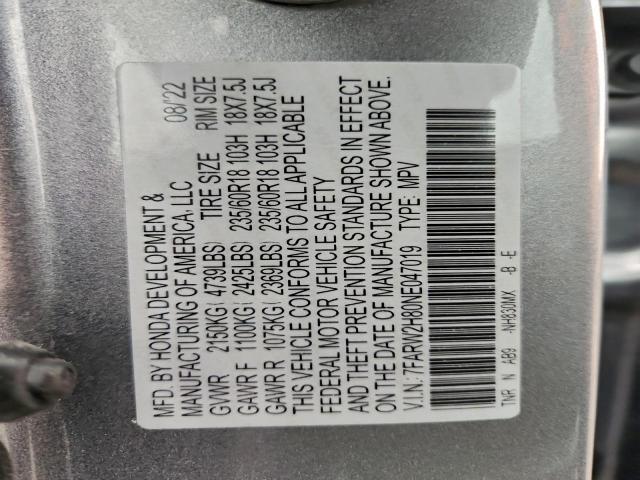 MFD. BY HONDA DEVELOPMENT & 08/22
MANUFACTURING OF AMERICA, LLC
GVWR 2150KG( 4739LBS) TIRE SIZE RIM SIZE
GAWR F 1100KG( 2425LBS) 235/60R18 103H 18X7.5J
GAWR R 1075KG( 2369LBS) 235/60R18 103H 18X7.5J
THIS VEHICLE CONFORMS TO ALL APPLICABLE
FEDERAL MOTOR VEHICLE SAFETY
AND THEFT PREVENTION STANDARDS IN EFFECT
ON THE DATE OF MANUFACTURE SHOWN ABOVE.
V.I.N.: 7FARW2H80NE047019 TYPE: MPV
TNR N AB9 -NH830MX -B -E